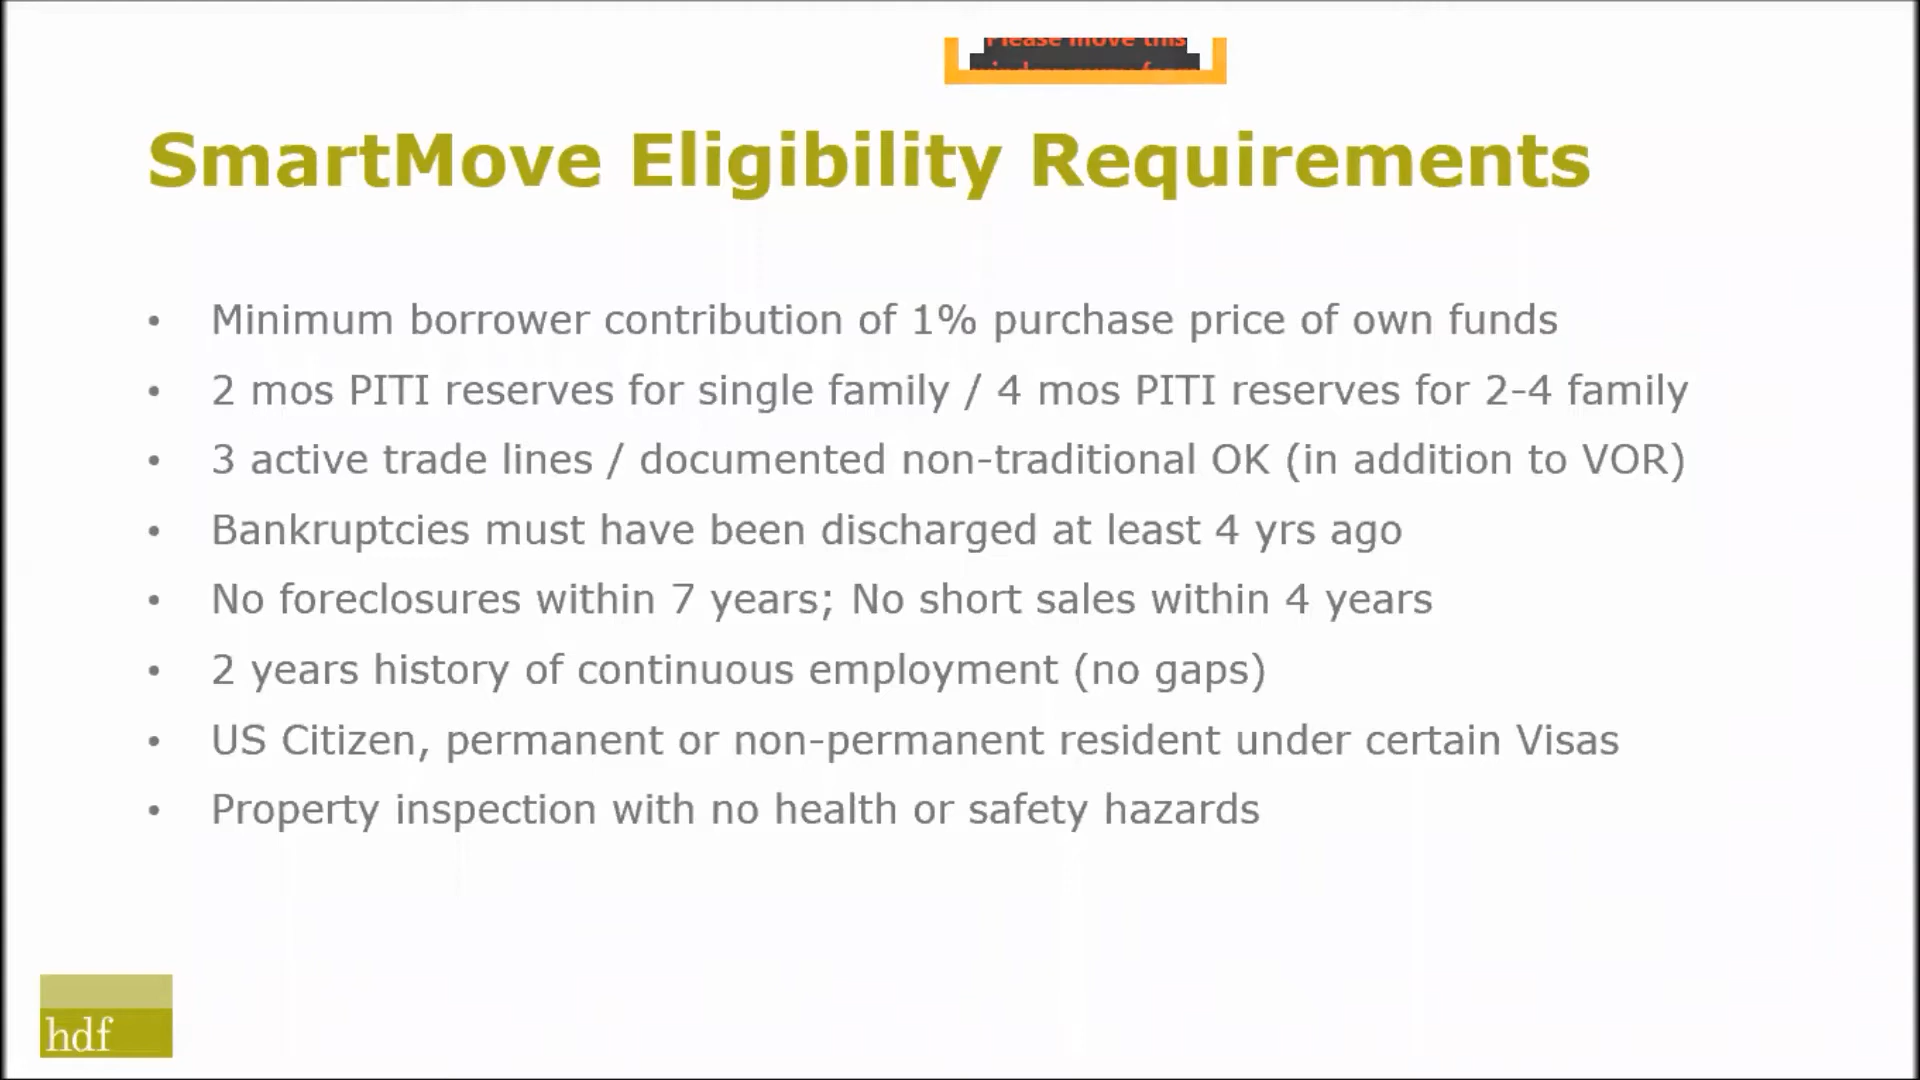 Please move this
SmartMove Eligibility Requirements
• Minimum borrower contribution of 1% purchase price of own funds
• 2 mos PITI reserves for single family / 4 mos PITI reserves for 2-4 family
• 3 active trade lines / documented non-traditional OK (in addition to VOR)
• Bankruptcies must have been discharged at least 4 yrs ago
• No foreclosures within 7 years; No short sales within 4 years
• 2 years history of continuous employment (no gaps)
• US Citizen, permanent or non-permanent resident under certain Visas
• Property inspection with no health or safety hazards
hdf